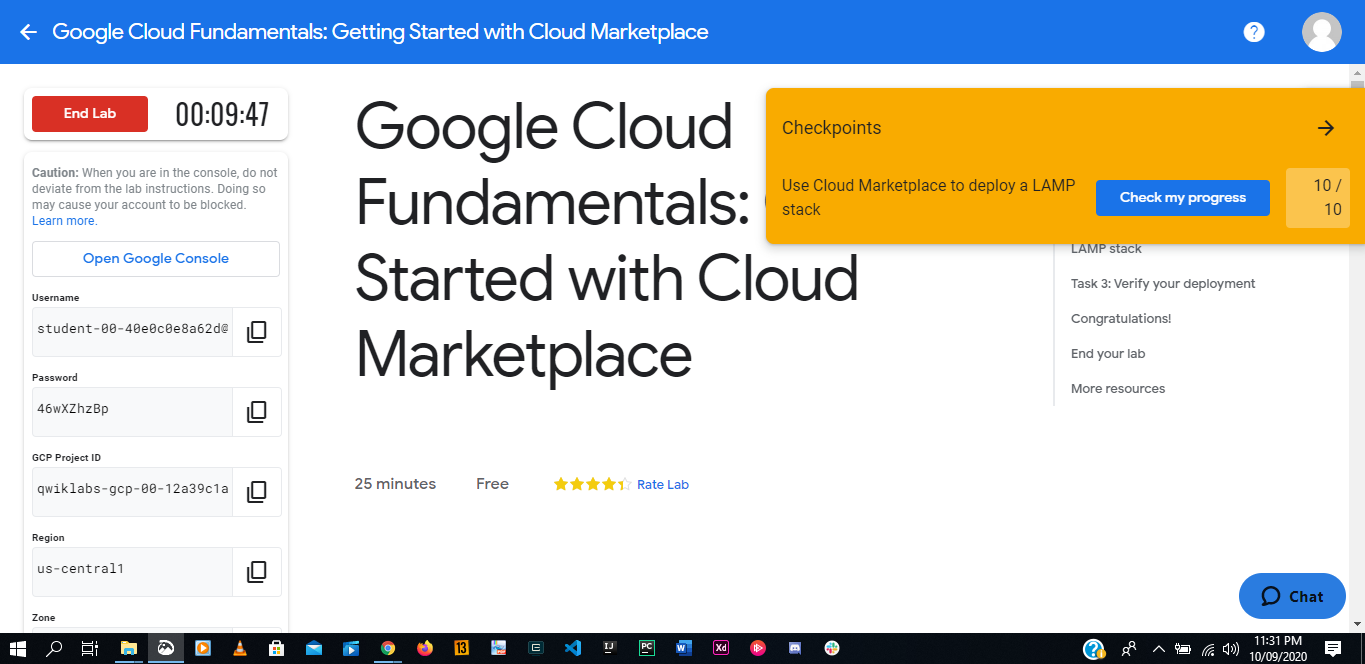 Google Cloud Fundamentals: Getting Started with Cloud Marketplace
End Lab
00:09:47
Caution: When you are in the console, do not
deviate from the lab instructions. Doing so
may cause your account to be blocked.
Learn more.
Open Google Console
Username
student-00-40e0c0e8a62d@
Password
46wXZhzBp
GCP Project ID
qwiklabs-gcp-00-12a39c1a
Region
us-central1
Zone
Google Cloud
Fundamentals:
Started with Cloud
Marketplace
25 minutes
Free
Rate Lab
Checkpoints
Use Cloud Marketplace to deploy a LAMP
stack
Check my progress
10 /
10
LAMP stack
Task 3: Verify your deployment
Congratulations!
End your lab
More resources
Chat
11:31 PM
10/09/2020